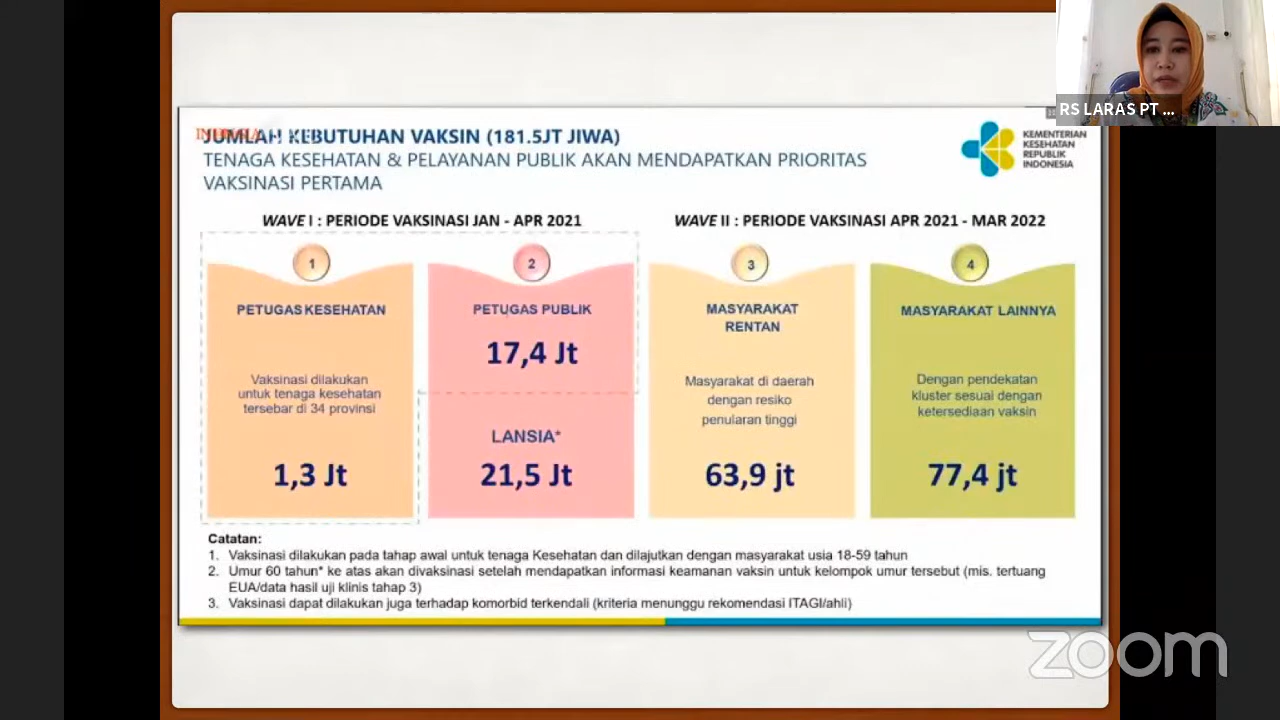 RS LARAS PT ...
JUMLAH KEBUTUHAN VAKSIN (181.5JT JIWA)
TENAGA KESEHATAN & PELAYANAN PUBLIK AKAN MENDAPATKAN PRIORITAS
VAKSINASI PERTAMA
KEMENTERIAN
KESEHATAN
REPUBLIK
INDONESIA
WAVE I : PERIODE VAKSINASI JAN - APR 2021
WAVE II : PERIODE VAKSINASI APR 2021 - MAR 2022
1
PETUGAS KESEHATAN
Vaksinasi dilakukan
untuk tenaga kesehatan
tersebar di 34 provinsi
1,3 Jt
2
PETUGAS PUBLIK
17,4 Jt
LANSIA*
21,5 Jt
3
MASYARAKAT
RENTAN
Masyarakat di daerah
dengan resiko
penularan tinggi
63,9 jt
4
MASYARAKAT LAINNYA
Dengan pendekatan
kluster sesuai dengan
ketersediaan vaksin
77,4 jt
Catatan:
1. Vaksinasi dilakukan pada tahap awal untuk tenaga Kesehatan dan dilajutkan dengan masyarakat usia 18-59 tahun
2. Umur 60 tahun* ke atas akan divaksinasi setelah mendapatkan informasi keamanan vaksin untuk kelompok umur tersebut (mis. tertuang
EUA/data hasil uji klinis tahap 3)
3. Vaksinasi dapat dilakukan juga terhadap komorbid terkendali (kriteria menunggu rekomendasi ITAGI/ahli)
zoom